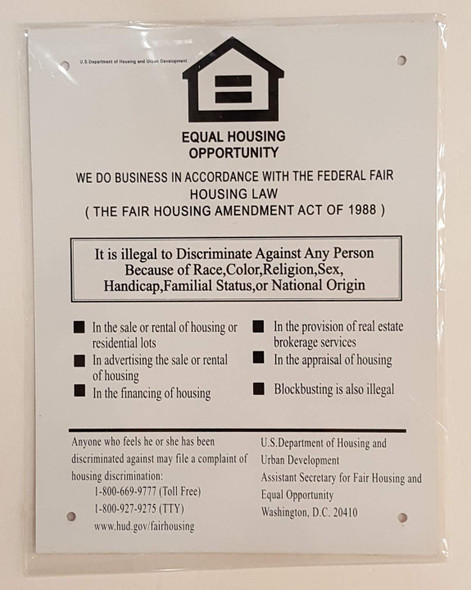 U.S.Department of Housing and Urban Development
EQUAL HOUSING
OPPORTUNITY
WE DO BUSINESS IN ACCORDANCE WITH THE FEDERAL FAIR
HOUSING LAW
( THE FAIR HOUSING AMENDMENT ACT OF 1988 )
It is illegal to Discriminate Against Any Person
Because of Race,Color,Religion,Sex,
Handicap,Familial Status,or National Origin
In the sale or rental of housing or
residential lots
In advertising the sale or rental
of housing
In the financing of housing
In the provision of real estate
brokerage services
In the appraisal of housing
Blockbusting is also illegal
Anyone who feels he or she has been
discriminated against may file a complaint of
housing discrimination:
1-800-669-9777 (Toll Free)
1-800-927-9275 (TTY)
www.hud.gov/fairhousing
U.S.Department of Housing and
Urban Development
Assistant Secretary for Fair Housing and
Equal Opportunity
Washington, D.C. 20410